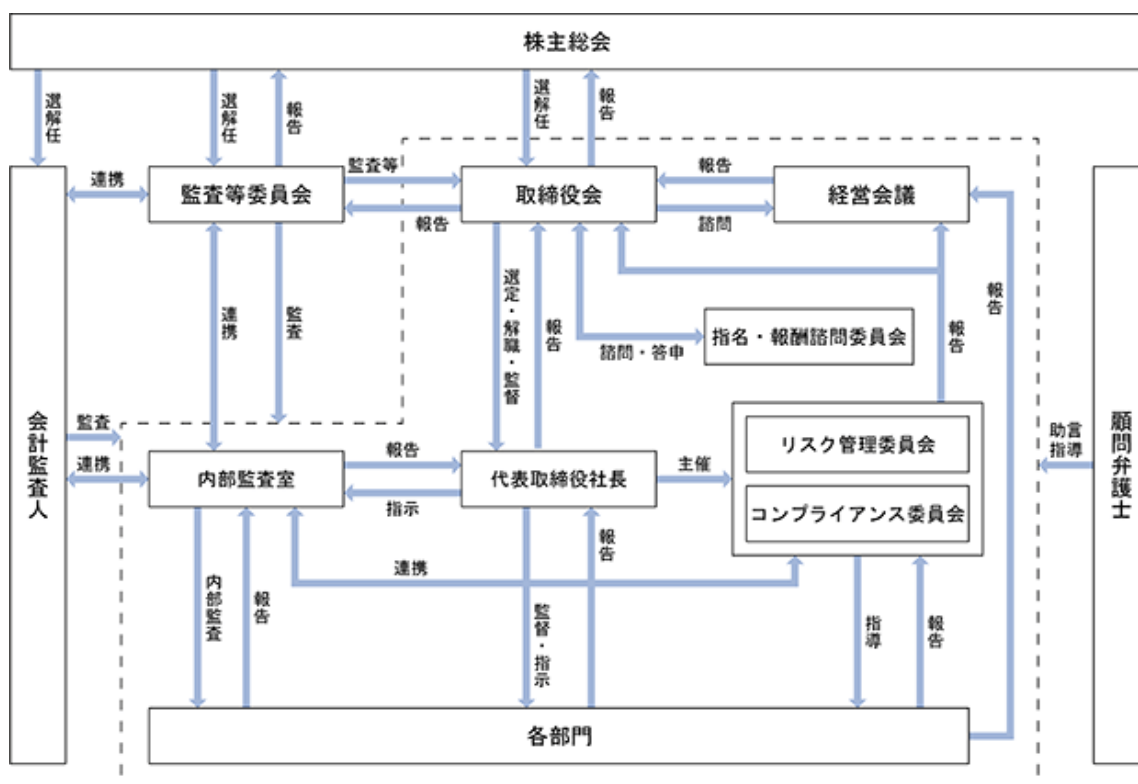 株主総会
選解任
選解任
報告
選解任
報告
連携
監査等委員会
監査等
報告
取締役会
報告
諮問
経営会議
連携
監査
選定・解職・監督
報告
諮問・答申
指名・報酬諮問委員会
報告
報告
会計監査人
監査
連携
内部監査室
報告
指示
代表取締役社長
主催
リスク管理委員会
コンプライアンス委員会
助言
指導
顧問弁護士
内部監査
報告
連携
監督・指示
報告
指導
報告
各部門